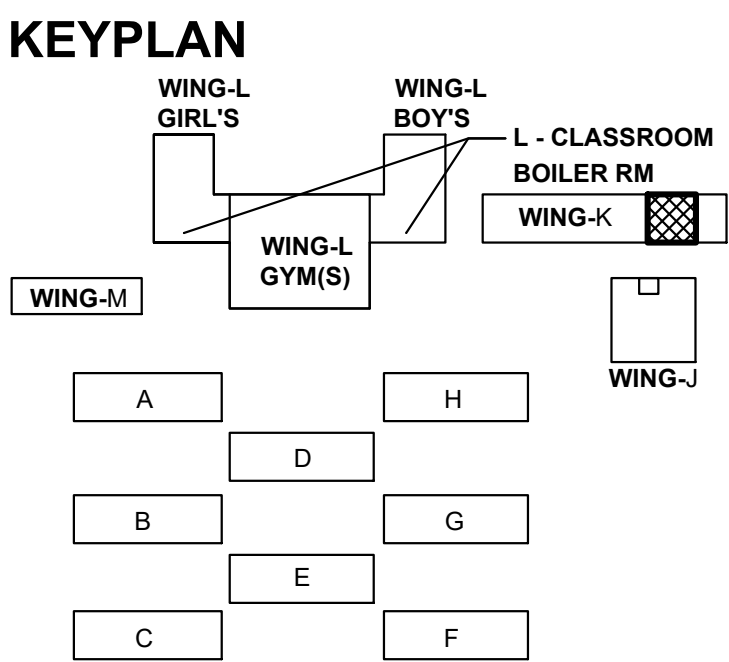 KEYPLAN
WING-L
GIRL'S
WING-L
BOY'S
L - CLASSROOM
BOILER RM
WING-K
WING-L
GYM(S)
WING-M
WING-J
A
H
D
B
G
E
C
F